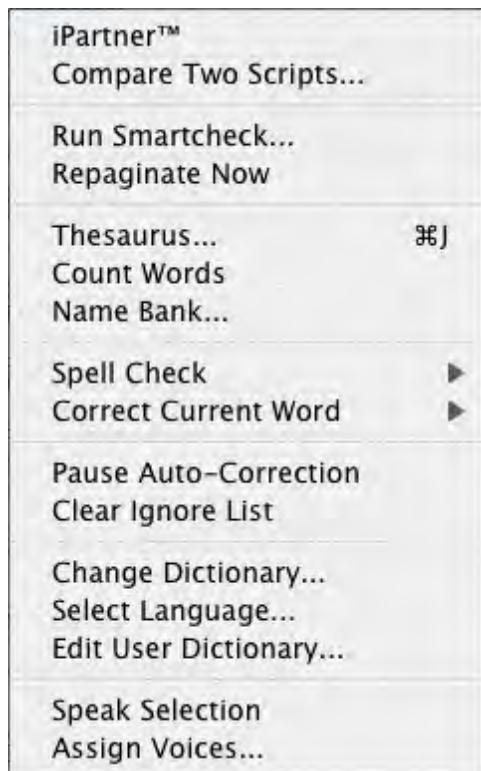 iPartner™
Compare Two Scripts...
Run Smartcheck...
Repaginate Now
Thesaurus... ⌘J
Count Words
Name Bank...
Spell Check ▶
Correct Current Word ▶
Pause Auto-Correction
Clear Ignore List
Change Dictionary...
Select Language...
Edit User Dictionary...
Speak Selection
Assign Voices...